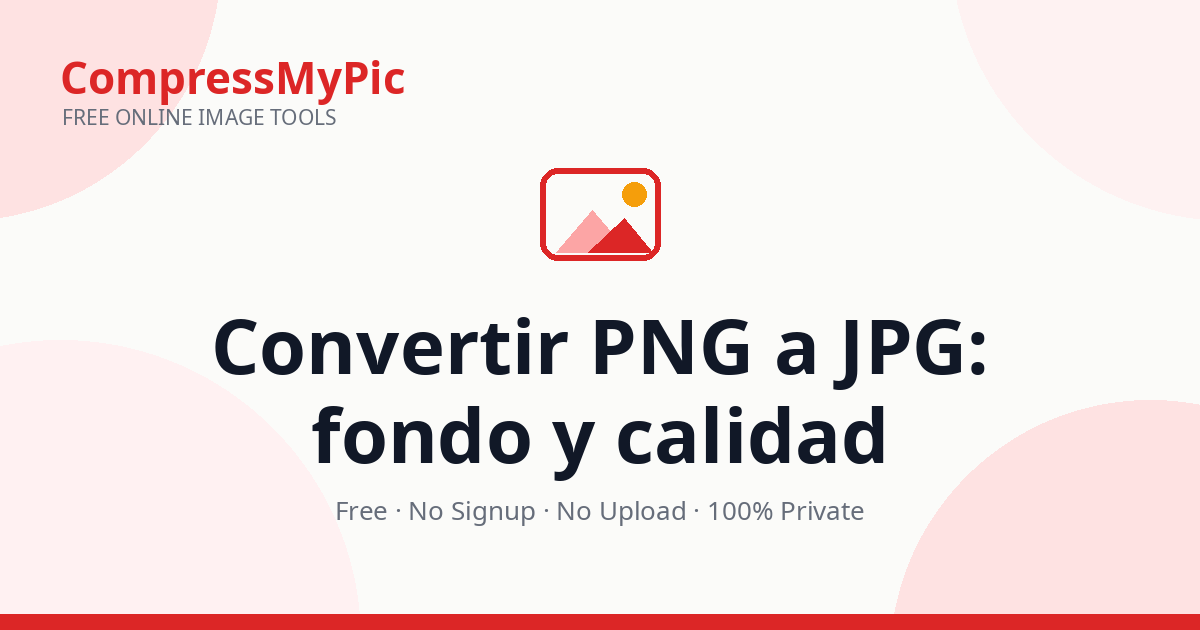 CompressMyPic
FREE ONLINE IMAGE TOOLS
Convertir PNG a JPG:
fondo y calidad
Free · No Signup · No Upload · 100% Private